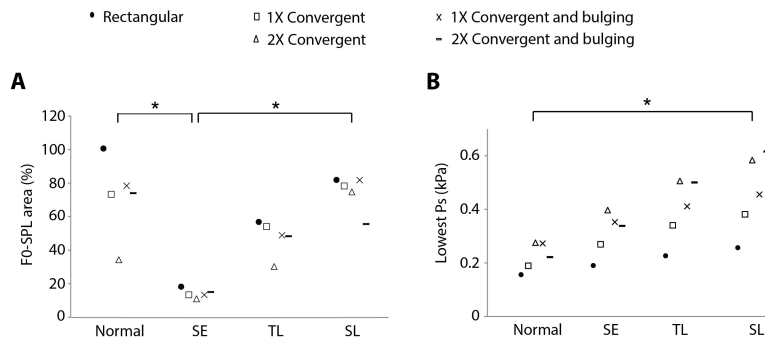 Rectangular
1X Convergent
1X Convergent and bulging
2X Convergent
2X Convergent and bulging
A
B
*
*
*
F0-SPL area (%)
120
100
80
60
40
20
0
Normal SE TL SL
Lowest Ps (kPa)
0.6
0.4
0.2
0
Normal SE TL SL